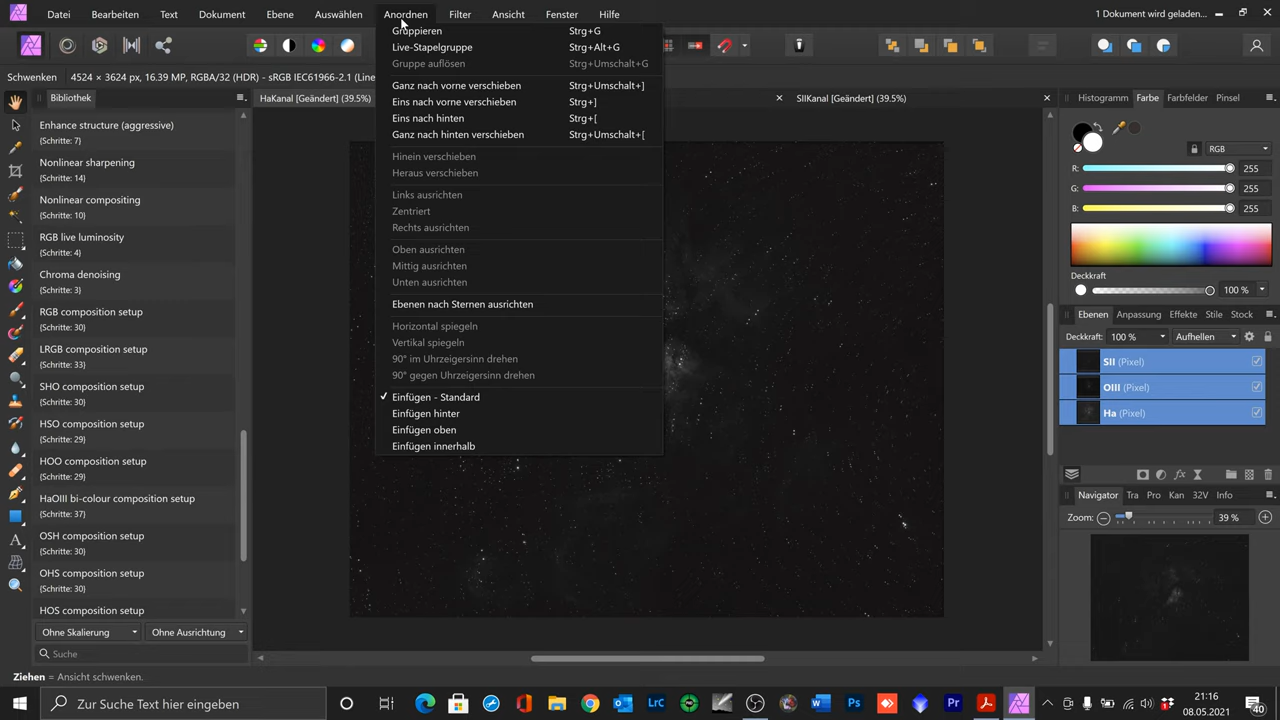 Datei Bearbeiten Text Dokument Ebene Auswählen Anordnen Filter Ansicht Fenster Hilfe 1 Dokument wird geladen...
Schwenken 4524 × 3624 px, 16.39 MP, RGBA/32 (HDR) - sRGB IEC61966-2.1 (
Bibliothek HaKanal [Geändert] (39.5%) SIIKanal [Geändert] (39.5%)
Enhance structure (aggressive)
(Schritte: 7)
Nonlinear sharpening
(Schritte: 14)
Nonlinear compositing
(Schritte: 10)
RGB live luminosity
(Schritte: 4)
Chroma denoising
(Schritte: 3)
RGB composition setup
(Schritte: 30)
LRGB composition setup
(Schritte: 33)
SHO composition setup
(Schritte: 30)
HSO composition setup
(Schritte: 29)
HOO composition setup
(Schritte: 29)
HaOIII bi-colour composition setup
(Schritte: 37)
OSH composition setup
(Schritte: 30)
OHS composition setup
(Schritte: 30)
HOS composition setup
Ohne Skalierung Ohne Ausrichtung
Suche
Gruppieren Strg+G
Live-Stapelgruppe Strg+Alt+G
Gruppe auflösen Strg+Umschalt+G
Ganz nach vorne verschieben Strg+Umschalt+]
Eins nach vorne verschieben Strg+]
Eins nach hinten Strg+[
Ganz nach hinten verschieben Strg+Umschalt+[
Hinein verschieben
Heraus verschieben
Links ausrichten
Zentriert
Rechts ausrichten
Oben ausrichten
Mittig ausrichten
Unten ausrichten
Ebenen nach Sternen ausrichten
Horizontal spiegeln
Vertikal spiegeln
90° im Uhrzeigersinn drehen
90° gegen Uhrzeigersinn drehen
✓ Einfügen - Standard
Einfügen hinter
Einfügen oben
Einfügen innerhalb
Histogramm Farbe Farbfelder Pinsel
RGB
R: 255
G: 255
B: 255
Deckkraft
100 %
Ebenen Anpassung Effekte Stile Stock
Deckkraft: 100 % Aufhellen
SII (Pixel)
OIII (Pixel)
Ha (Pixel)
Navigator Tra Pro Kan 32V Info
Zoom: 39 %
Ziehen = Ansicht schwenken.
Zur Suche Text hier eingeben
LrC Ps Pr
21:16
08.05.2021
40